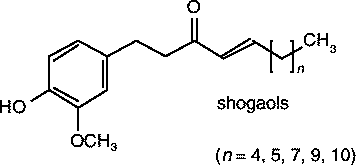 O
CH₃
n
HO
OCH₃
shogaols
(n = 4, 5, 7, 9, 10)